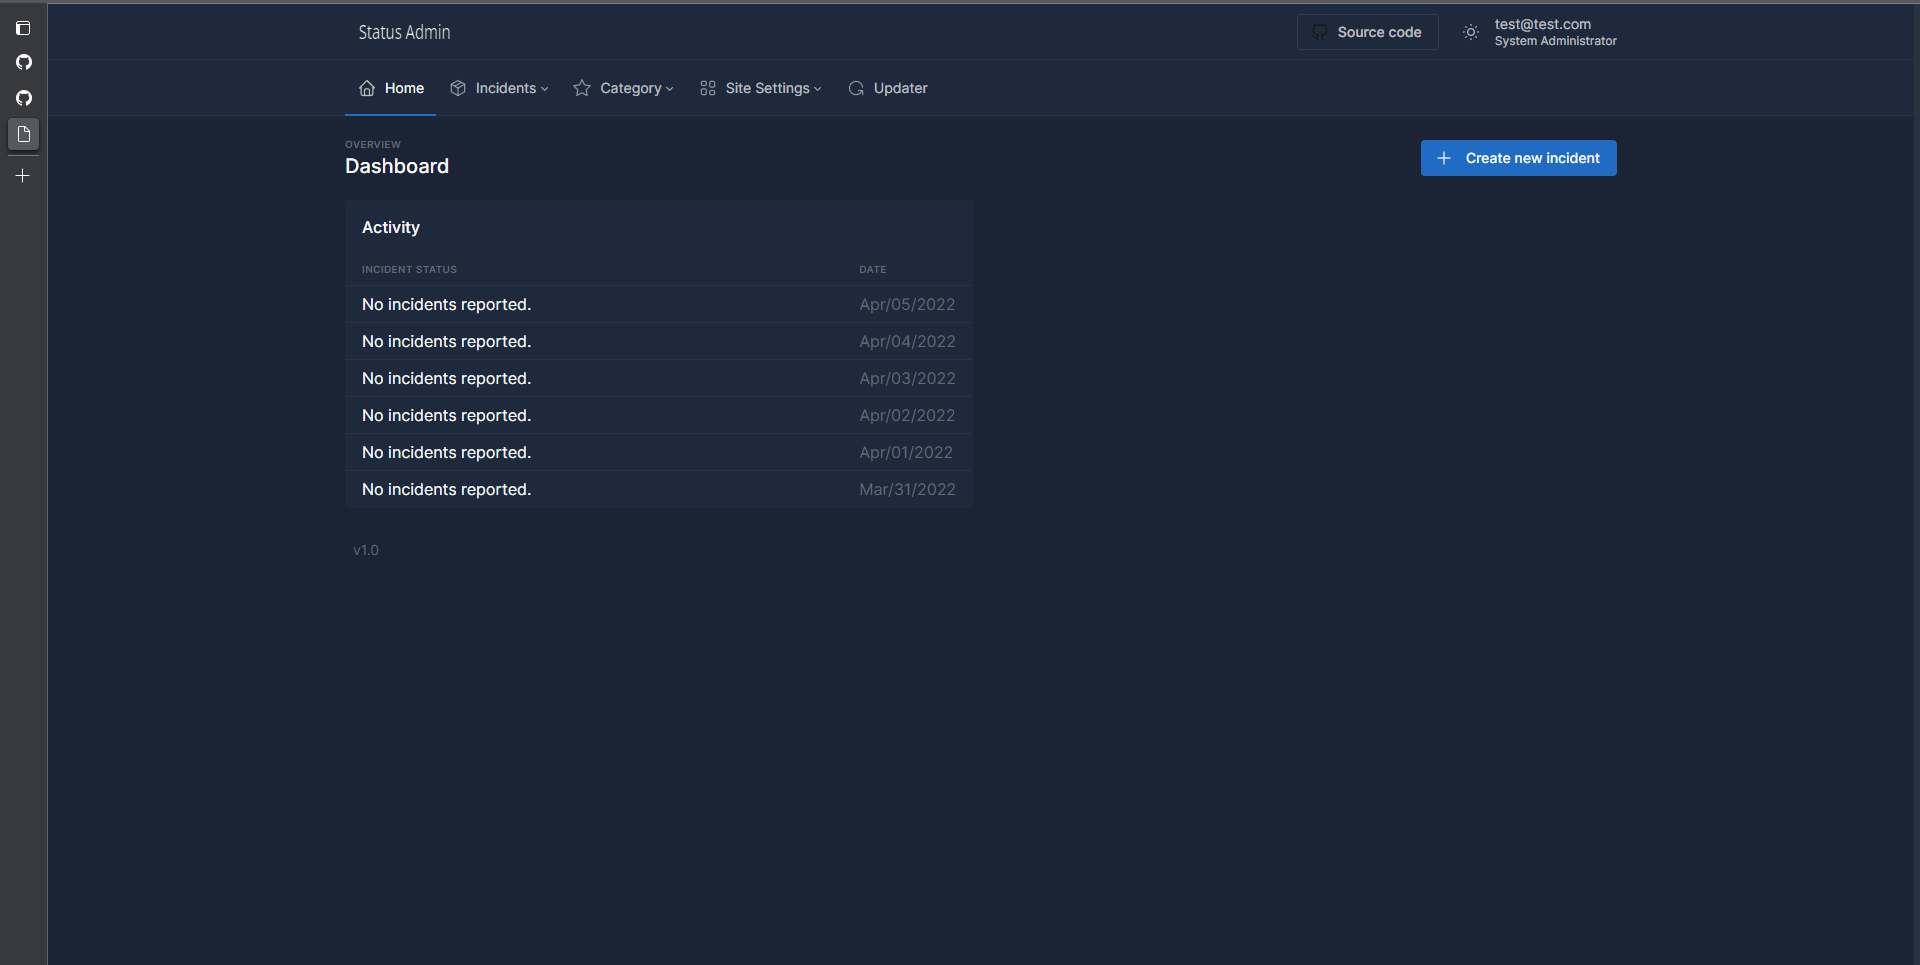 Status Admin
Source code
test@test.com
System Administrator
Home
Incidents
Category
Site Settings
Updater
OVERVIEW
Dashboard
Create new incident
Activity
INCIDENT STATUS DATE
No incidents reported. Apr/05/2022
No incidents reported. Apr/04/2022
No incidents reported. Apr/03/2022
No incidents reported. Apr/02/2022
No incidents reported. Apr/01/2022
No incidents reported. Mar/31/2022
v1.0